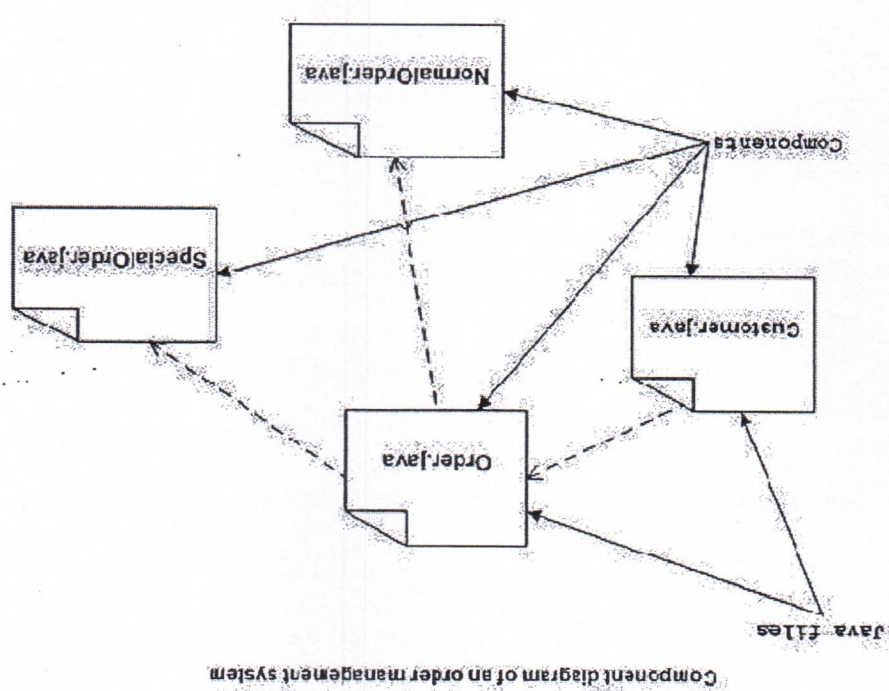 Component diagram of an order management system
Java files
Order.java
Customer.java
SpecialOrder.java
Components
NormalOrder.java